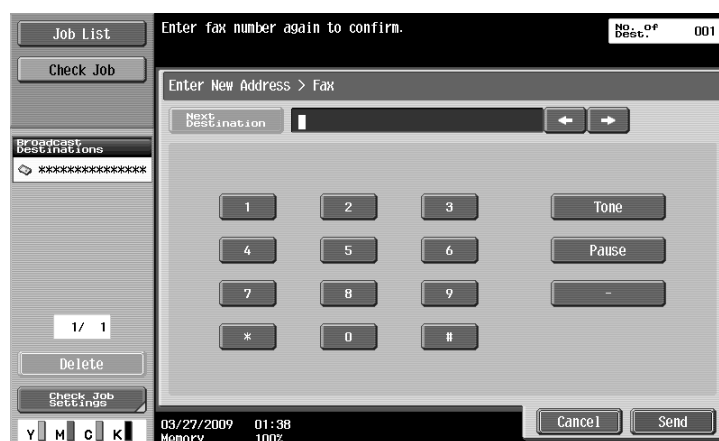 Job List
Check Job
Enter fax number again to confirm.
No. of
Dest.
001
Enter New Address > Fax
Next
Destination
Broadcast
Destinations
***************
1 2 3 Tone
4 5 6 Pause
7 8 9 -
* 0 #
1/ 1
Delete
Check Job
Settings
Y M C K
03/27/2009 01:38
Memory 100%
Cancel
Send